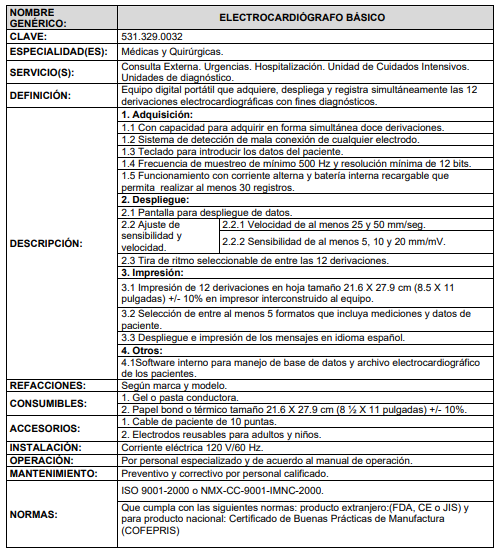 NOMBRE
GENÉRICO:
ELECTROCARDIÓGRAFO BÁSICO
CLAVE:
531.329.0032
ESPECIALIDAD(ES):
Médicas y Quirúrgicas.
SERVICIO(S):
Consulta Externa. Urgencias. Hospitalización. Unidad de Cuidados Intensivos.
Unidades de diagnóstico.
DEFINICIÓN:
Equipo digital portátil que adquiere, despliega y registra simultáneamente las 12
derivaciones electrocardiográficas con fines diagnósticos.
DESCRIPCIÓN:
1. Adquisición:
1.1 Con capacidad para adquirir en forma simultánea doce derivaciones.
1.2 Sistema de detección de mala conexión de cualquier electrodo.
1.3 Teclado para introducir los datos del paciente.
1.4 Frecuencia de muestreo de mínimo 500 Hz y resolución mínima de 12 bits.
1.5 Funcionamiento con corriente alterna y batería interna recargable que
permita realizar al menos 30 registros.
2. Despliegue:
2.1 Pantalla para despliegue de datos.
2.2 Ajuste de
sensibilidad y
velocidad.
2.2.1 Velocidad de al menos 25 y 50 mm/seg.
2.2.2 Sensibilidad de al menos 5, 10 y 20 mm/mV.
2.3 Tira de ritmo seleccionable de entre las 12 derivaciones.
3. Impresión:
3.1 Impresión de 12 derivaciones en hoja tamaño 21.6 X 27.9 cm (8.5 X 11
pulgadas) +/- 10% en impresor interconstruido al equipo.
3.2 Selección de entre al menos 5 formatos que incluya mediciones y datos de
paciente.
3.3 Despliegue e impresión de los mensajes en idioma español.
4. Otros:
4.1Software interno para manejo de base de datos y archivo electrocardiográfico
de los pacientes.
REFACCIONES:
Según marca y modelo.
CONSUMIBLES:
1. Gel o pasta conductora.
2. Papel bond o térmico tamaño 21.6 X 27.9 cm (8 ½ X 11 pulgadas) +/- 10%.
ACCESORIOS:
1. Cable de paciente de 10 puntas.
2. Electrodos reusables para adultos y niños.
INSTALACIÓN:
Corriente eléctrica 120 V/60 Hz.
OPERACIÓN:
Por personal especializado y de acuerdo al manual de operación.
MANTENIMIENTO:
Preventivo y correctivo por personal calificado.
NORMAS:
ISO 9001-2000 o NMX-CC-9001-IMNC-2000.
Que cumpla con las siguientes normas: producto extranjero:(FDA, CE o JIS) y
para producto nacional: Certificado de Buenas Prácticas de Manufactura
(COFEPRIS)